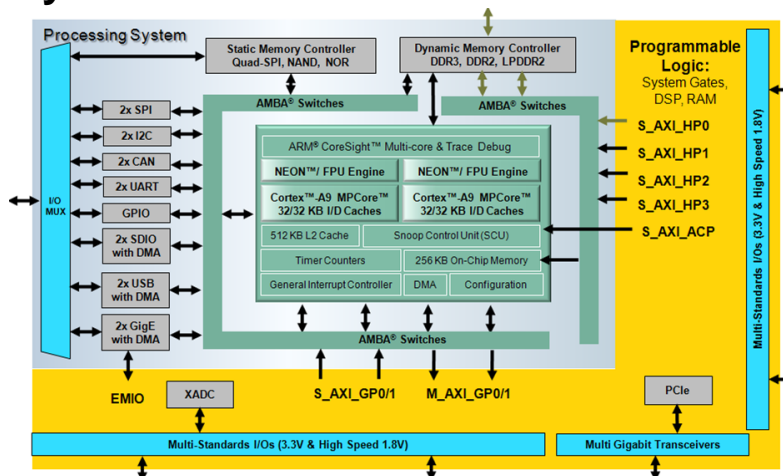 Processing System
Static Memory Controller
Quad-SPI, NAND, NOR
Dynamic Memory Controller
DDR3, DDR2, LPDDR2
Programmable
Logic:
System Gates,
DSP, RAM
AMBA® Switches
AMBA® Switches
2x SPI
2x I2C
2x CAN
2x UART
GPIO
2x SDIO
with DMA
2x USB
with DMA
2x GigE
with DMA
I/O
MUX
ARM® CoreSight™ Multi-core & Trace Debug
NEON™/ FPU Engine
NEON™/ FPU Engine
Cortex™-A9 MPCore™
32/32 KB I/D Caches
Cortex™-A9 MPCore™
32/32 KB I/D Caches
512 KB L2 Cache
Snoop Control Unit (SCU)
Timer Counters
256 KB On-Chip Memory
General Interrupt Controller
DMA
Configuration
S_AXI_HP0
S_AXI_HP1
S_AXI_HP2
S_AXI_HP3
S_AXI_ACP
Multi-Standards I/Os (3.3V & High Speed 1.8V)
AMBA® Switches
EMIO
XADC
S_AXI_GP0/1
M_AXI_GP0/1
PCIe
Multi-Standards I/Os (3.3V & High Speed 1.8V)
Multi Gigabit Transceivers